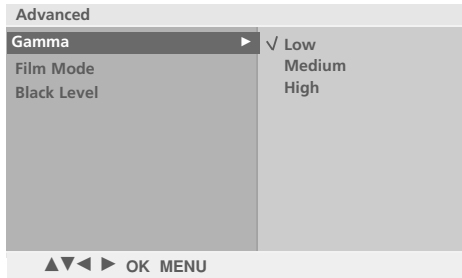 Advanced
Gamma ► √ Low
Film Mode Medium
Black Level High
▲▼◄ ► OK MENU